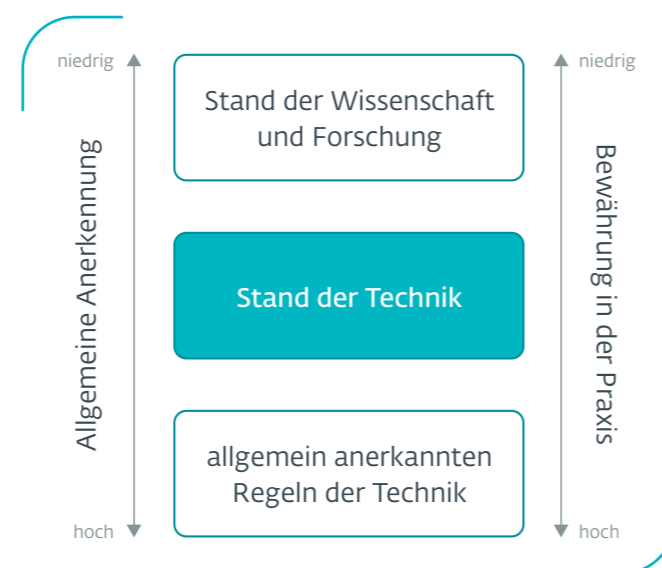 niedrig
niedrig
Stand der Wissenschaft
und Forschung
Allgemeine Anerkennung
Bewährung in der Praxis
Stand der Technik
allgemein anerkannten
Regeln der Technik
hoch
hoch